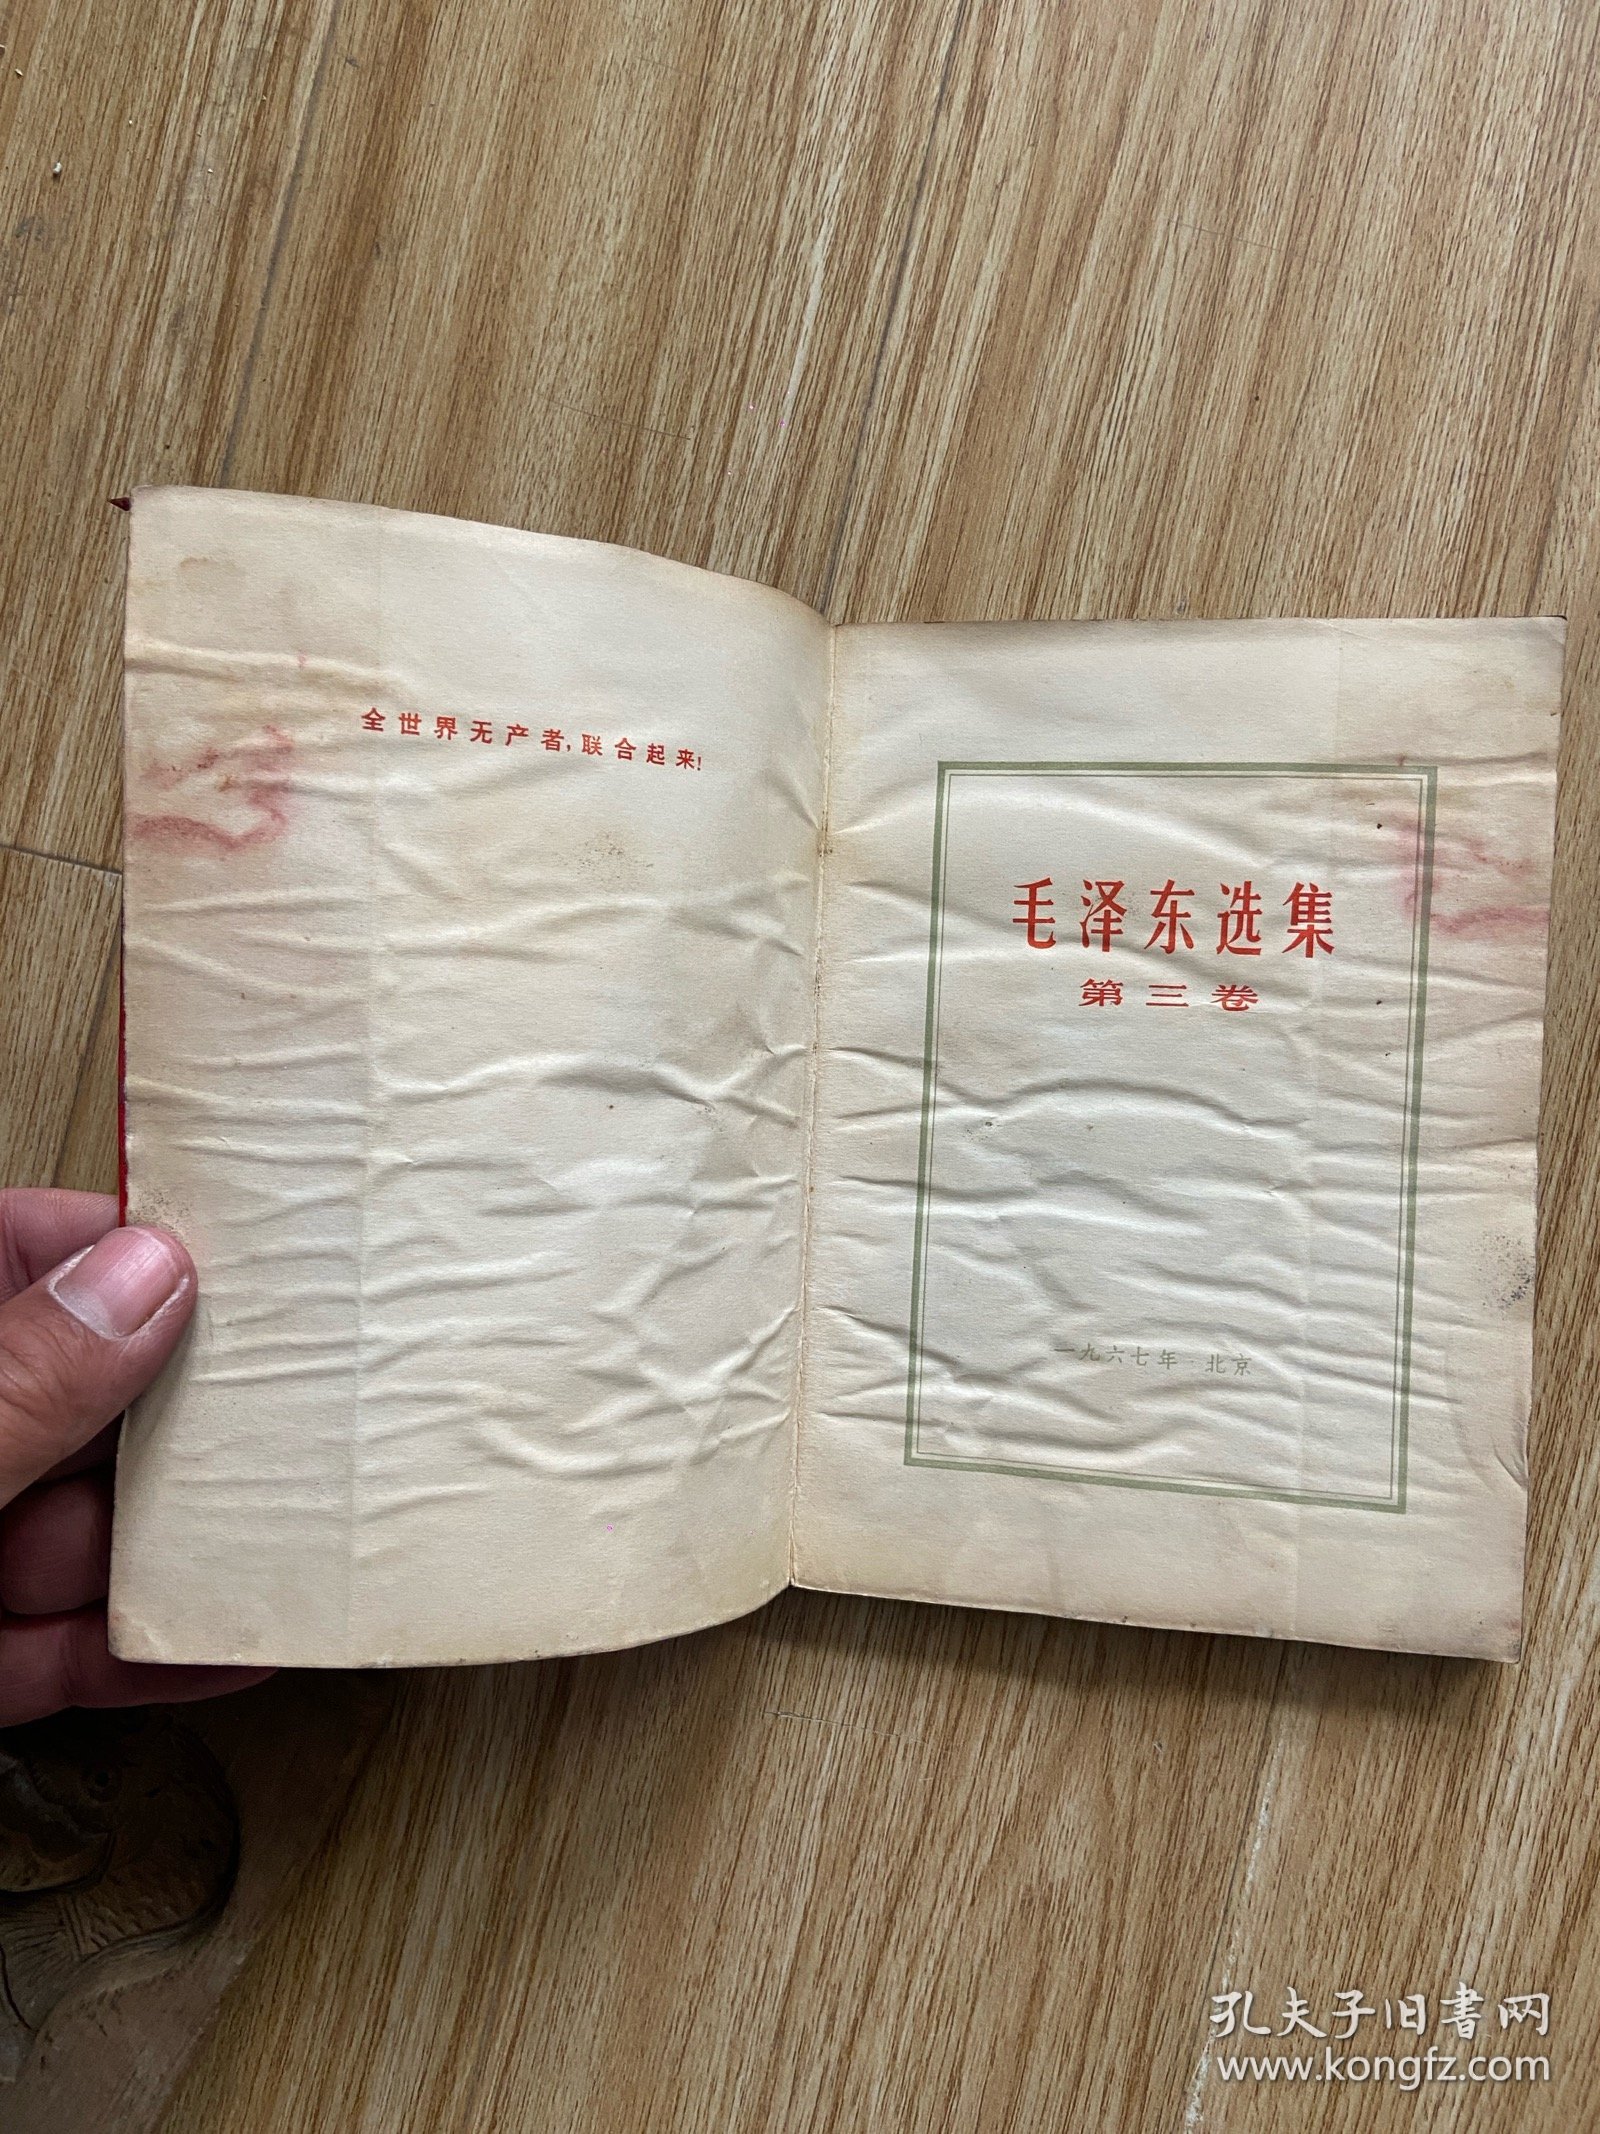 全世界无产者，联合起来！
毛泽东选集
第三卷
一九六七年·北京
孔夫子旧书网
www.kongfz.com